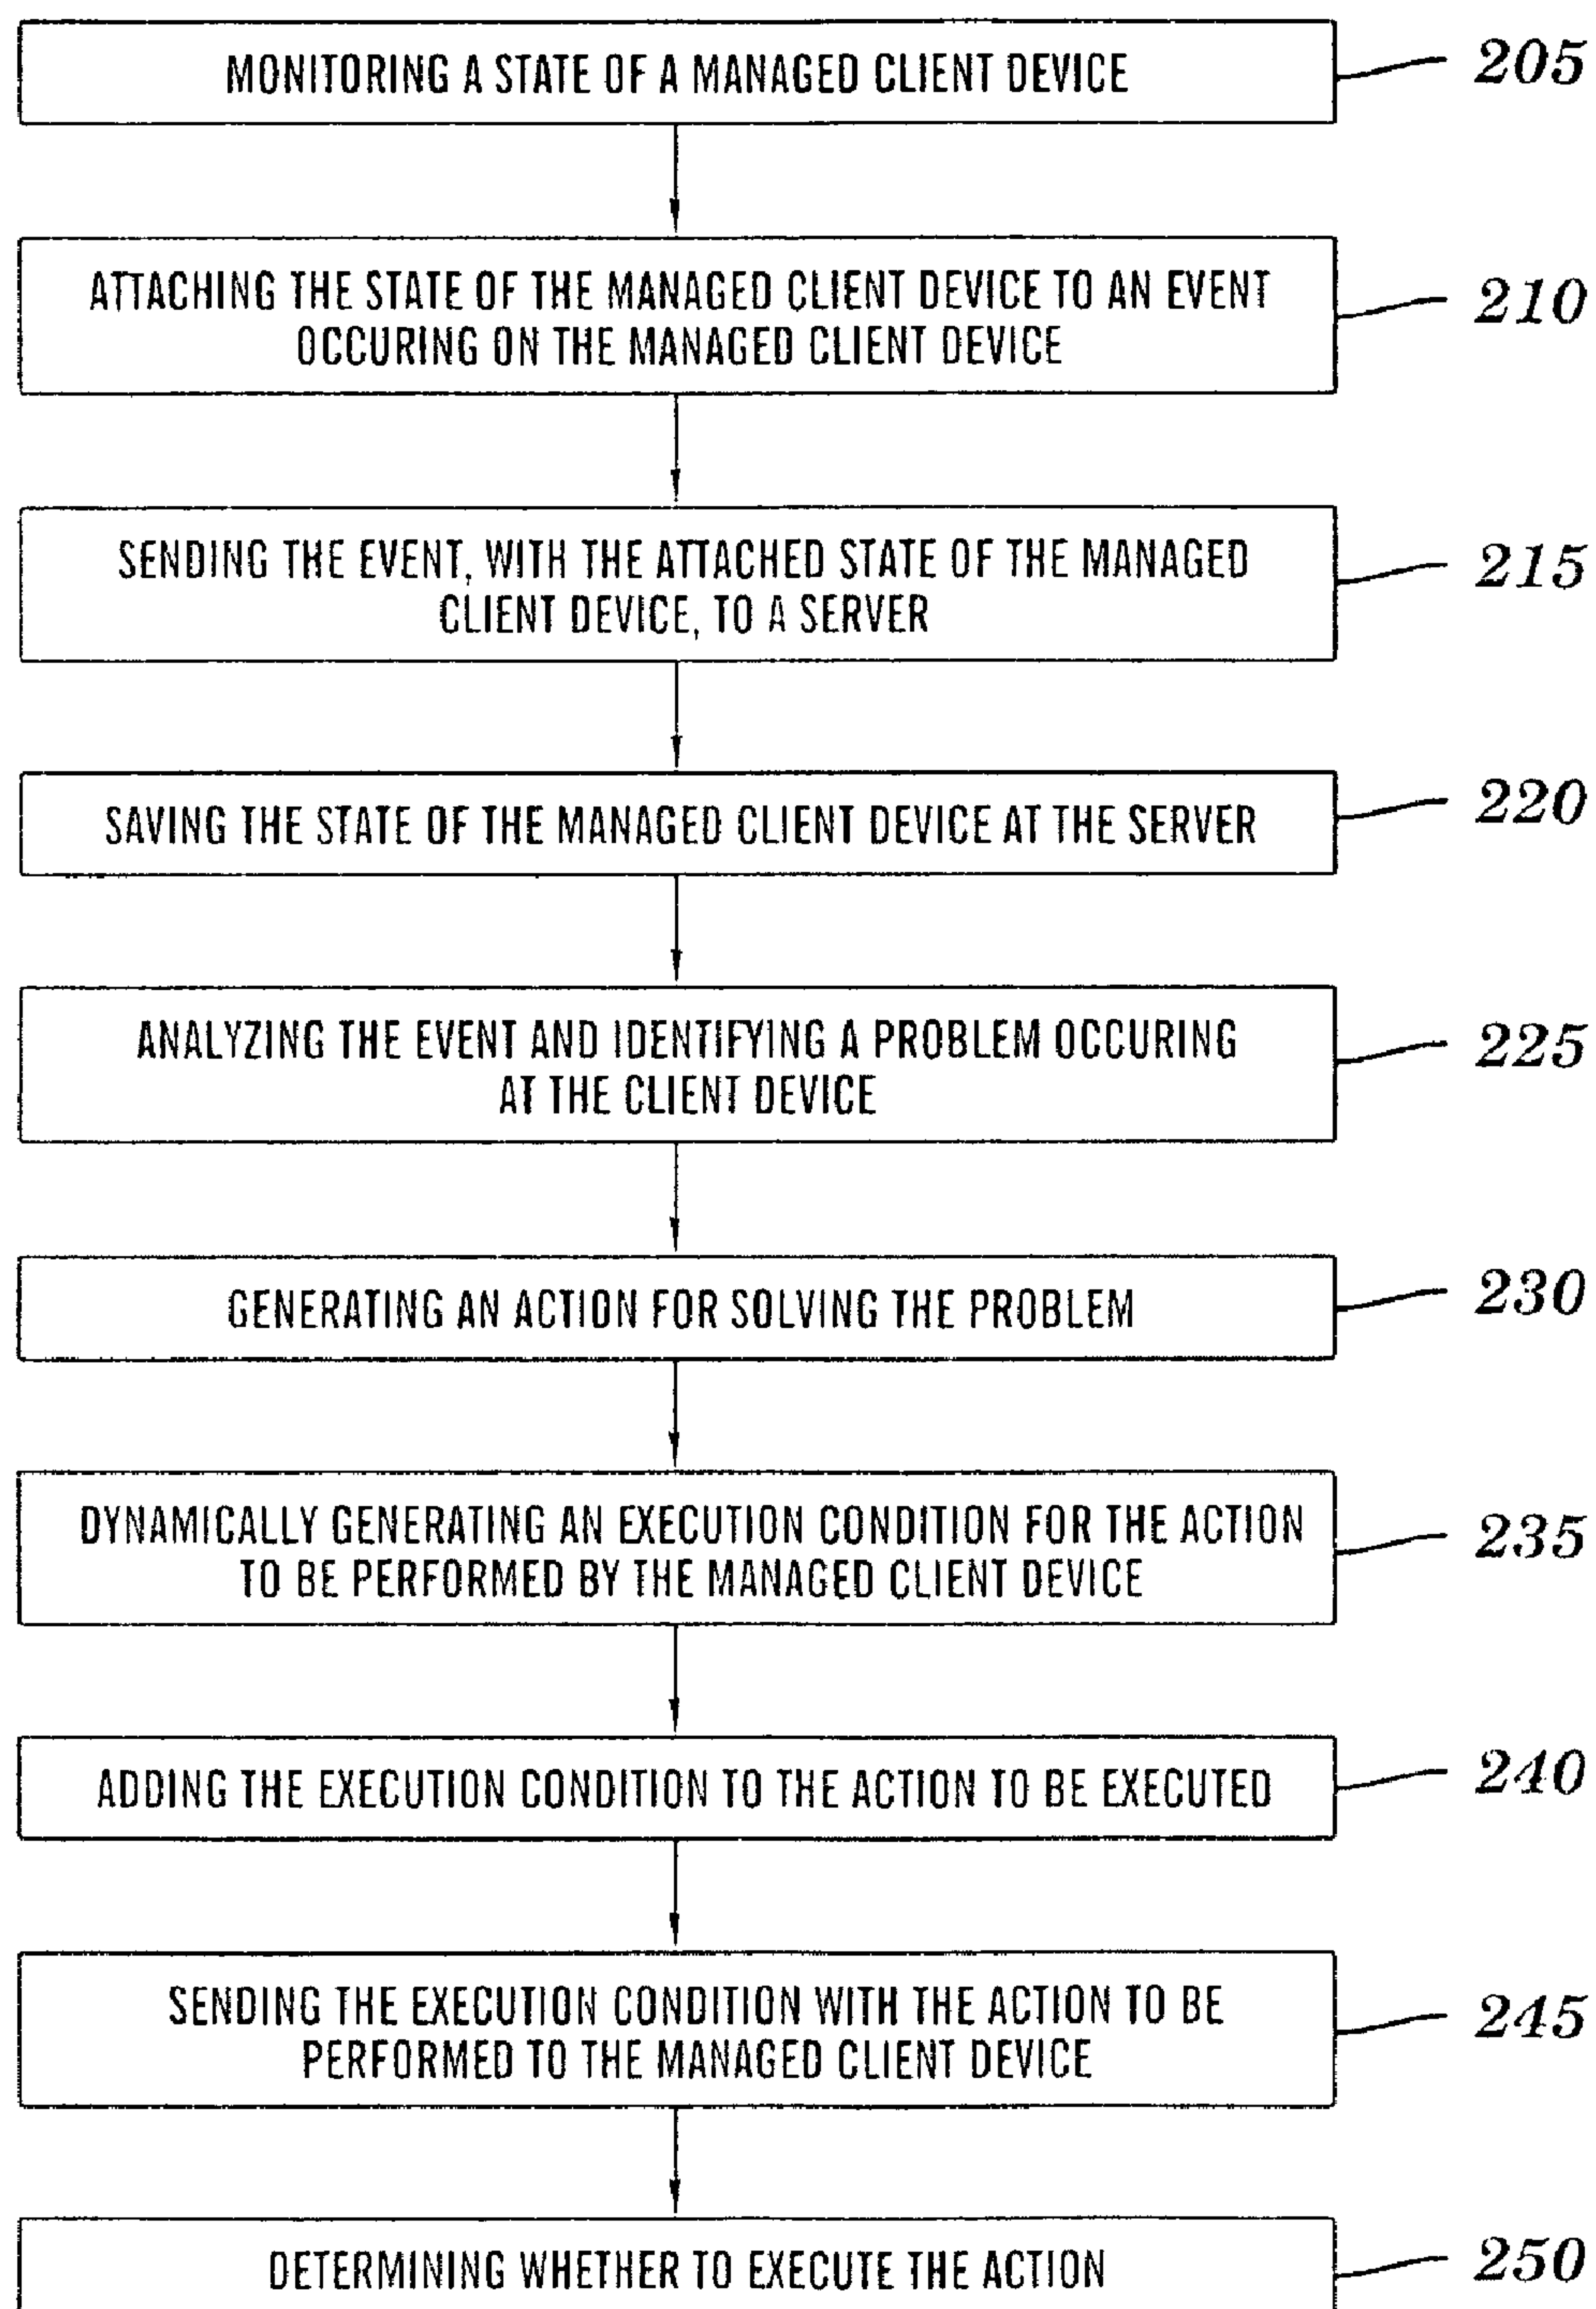 MONITORING A STATE OF A MANAGED CLIENT DEVICE
205
ATTACHING THE STATE OF THE MANAGED CLIENT DEVICE TO AN EVENT
OCCURING ON THE MANAGED CLIENT DEVICE
210
SENDING THE EVENT, WITH THE ATTACHED STATE OF THE MANAGED
CLIENT DEVICE, TO A SERVER
215
SAVING THE STATE OF THE MANAGED CLIENT DEVICE AT THE SERVER
220
ANALYZING THE EVENT AND IDENTIFYING A PROBLEM OCCURING
AT THE CLIENT DEVICE
225
GENERATING AN ACTION FOR SOLVING THE PROBLEM
230
DYNAMICALLY GENERATING AN EXECUTION CONDITION FOR THE ACTION
TO BE PERFORMED BY THE MANAGED CLIENT DEVICE
235
ADDING THE EXECUTION CONDITION TO THE ACTION TO BE EXECUTED
240
SENDING THE EXECUTION CONDITION WITH THE ACTION TO BE
PERFORMED TO THE MANAGED CLIENT DEVICE
245
DETERMINING WHETHER TO EXECUTE THE ACTION
250